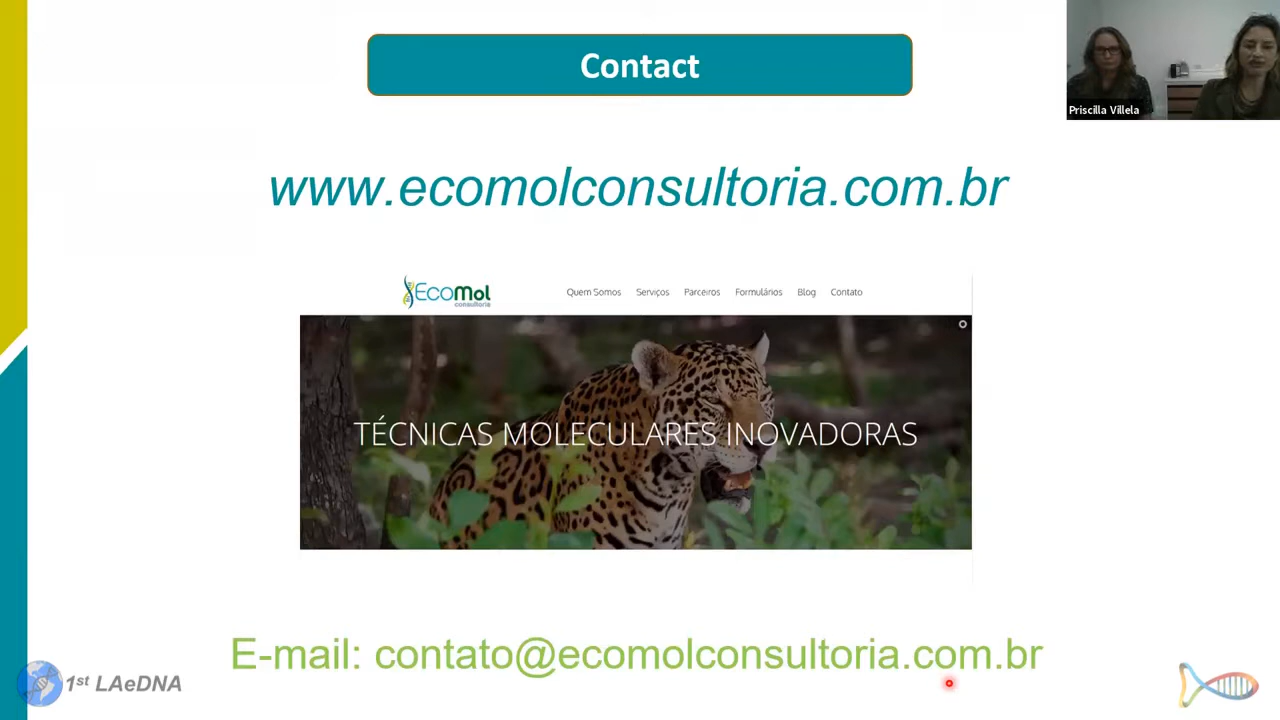 Contact
Priscilla Villela
www.ecomolconsultoria.com.br
EcoMol
consultoria
Quem Somos Serviços Parceiros Formulários Blog Contato
TÉCNICAS MOLECULARES INOVADORAS
E-mail: contato@ecomolconsultoria.com.br
1st LAeDNA